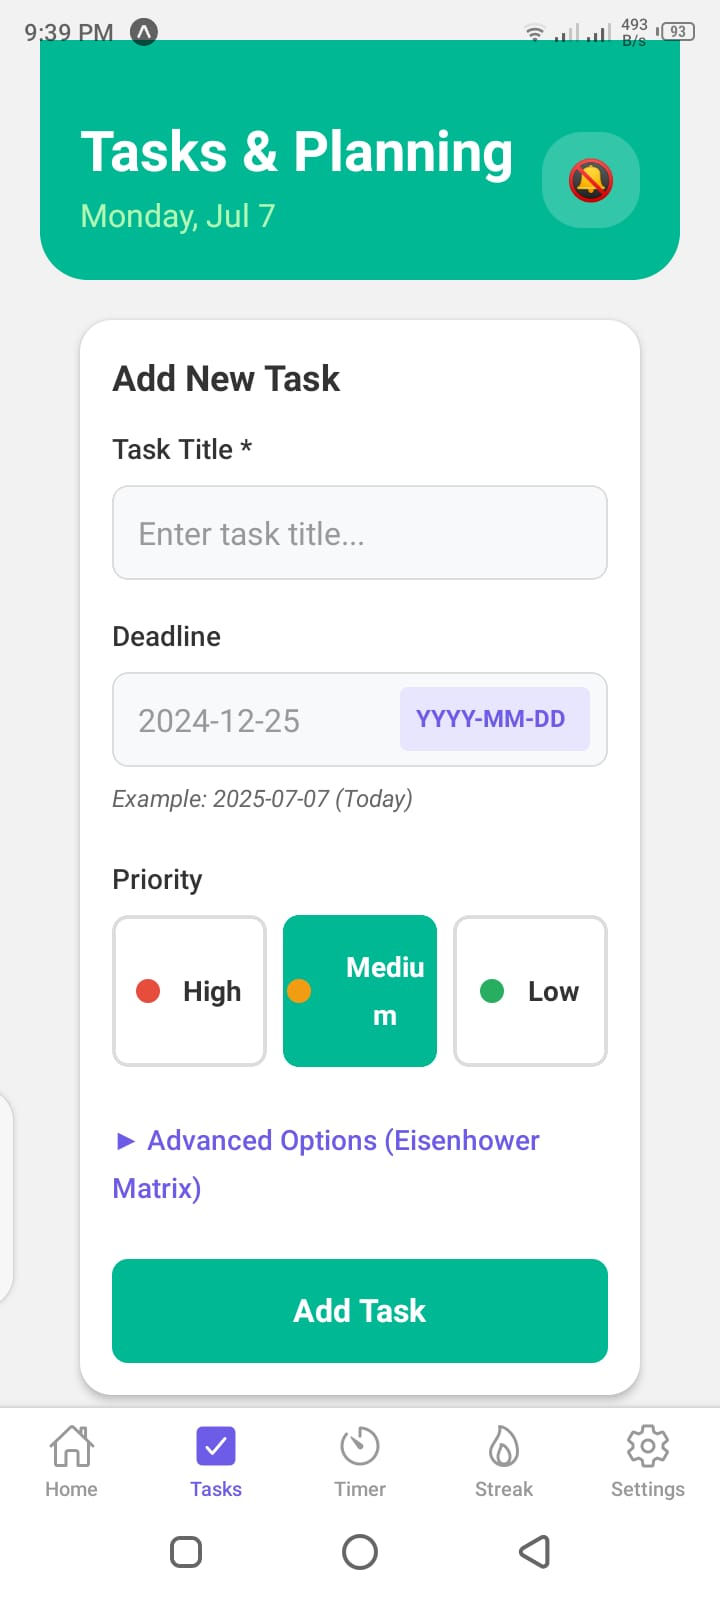 9:39 PM
493
B/s
93
Tasks & Planning
Monday, Jul 7
Add New Task
Task Title *
Enter task title...
Deadline
2024-12-25
YYYY-MM-DD
Example: 2025-07-07 (Today)
Priority
High
Mediu
m
Low
► Advanced Options (Eisenhower
Matrix)
Add Task
Home
Tasks
Timer
Streak
Settings